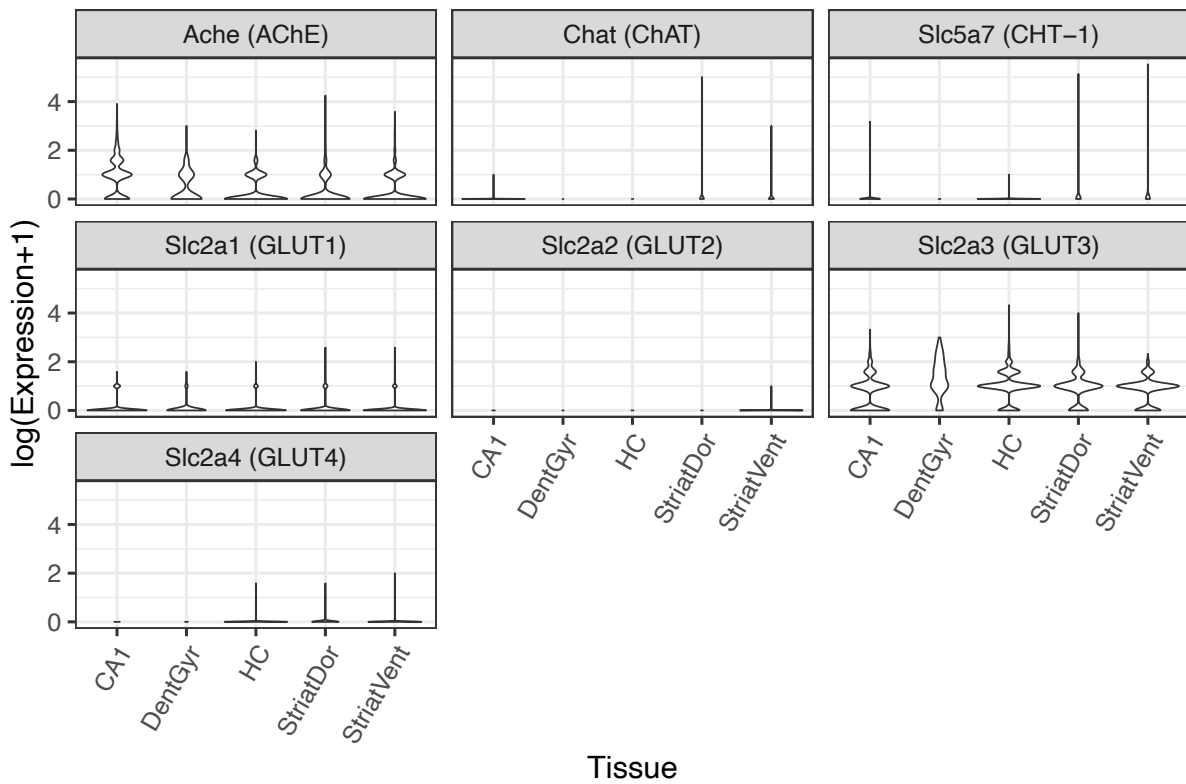 Ache (AChE)
Chat (ChAT)
Slc5a7 (CHT−1)
4
2
0
Slc2a1 (GLUT1)
Slc2a2 (GLUT2)
Slc2a3 (GLUT3)
4
2
0
Slc2a4 (GLUT4)
4
2
0
log(Expression+1)
CA1
DentGyr
HC
StriatDor
StriatVent
CA1
DentGyr
HC
StriatDor
StriatVent
CA1
DentGyr
HC
StriatDor
StriatVent
Tissue